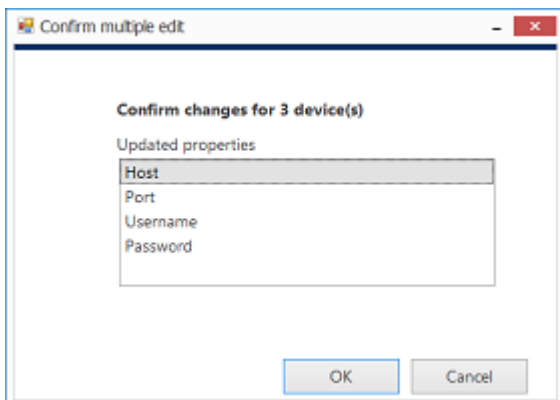 Confirm multiple edit
Confirm changes for 3 device(s)
Updated properties
Host
Port
Username
Password
OK
Cancel